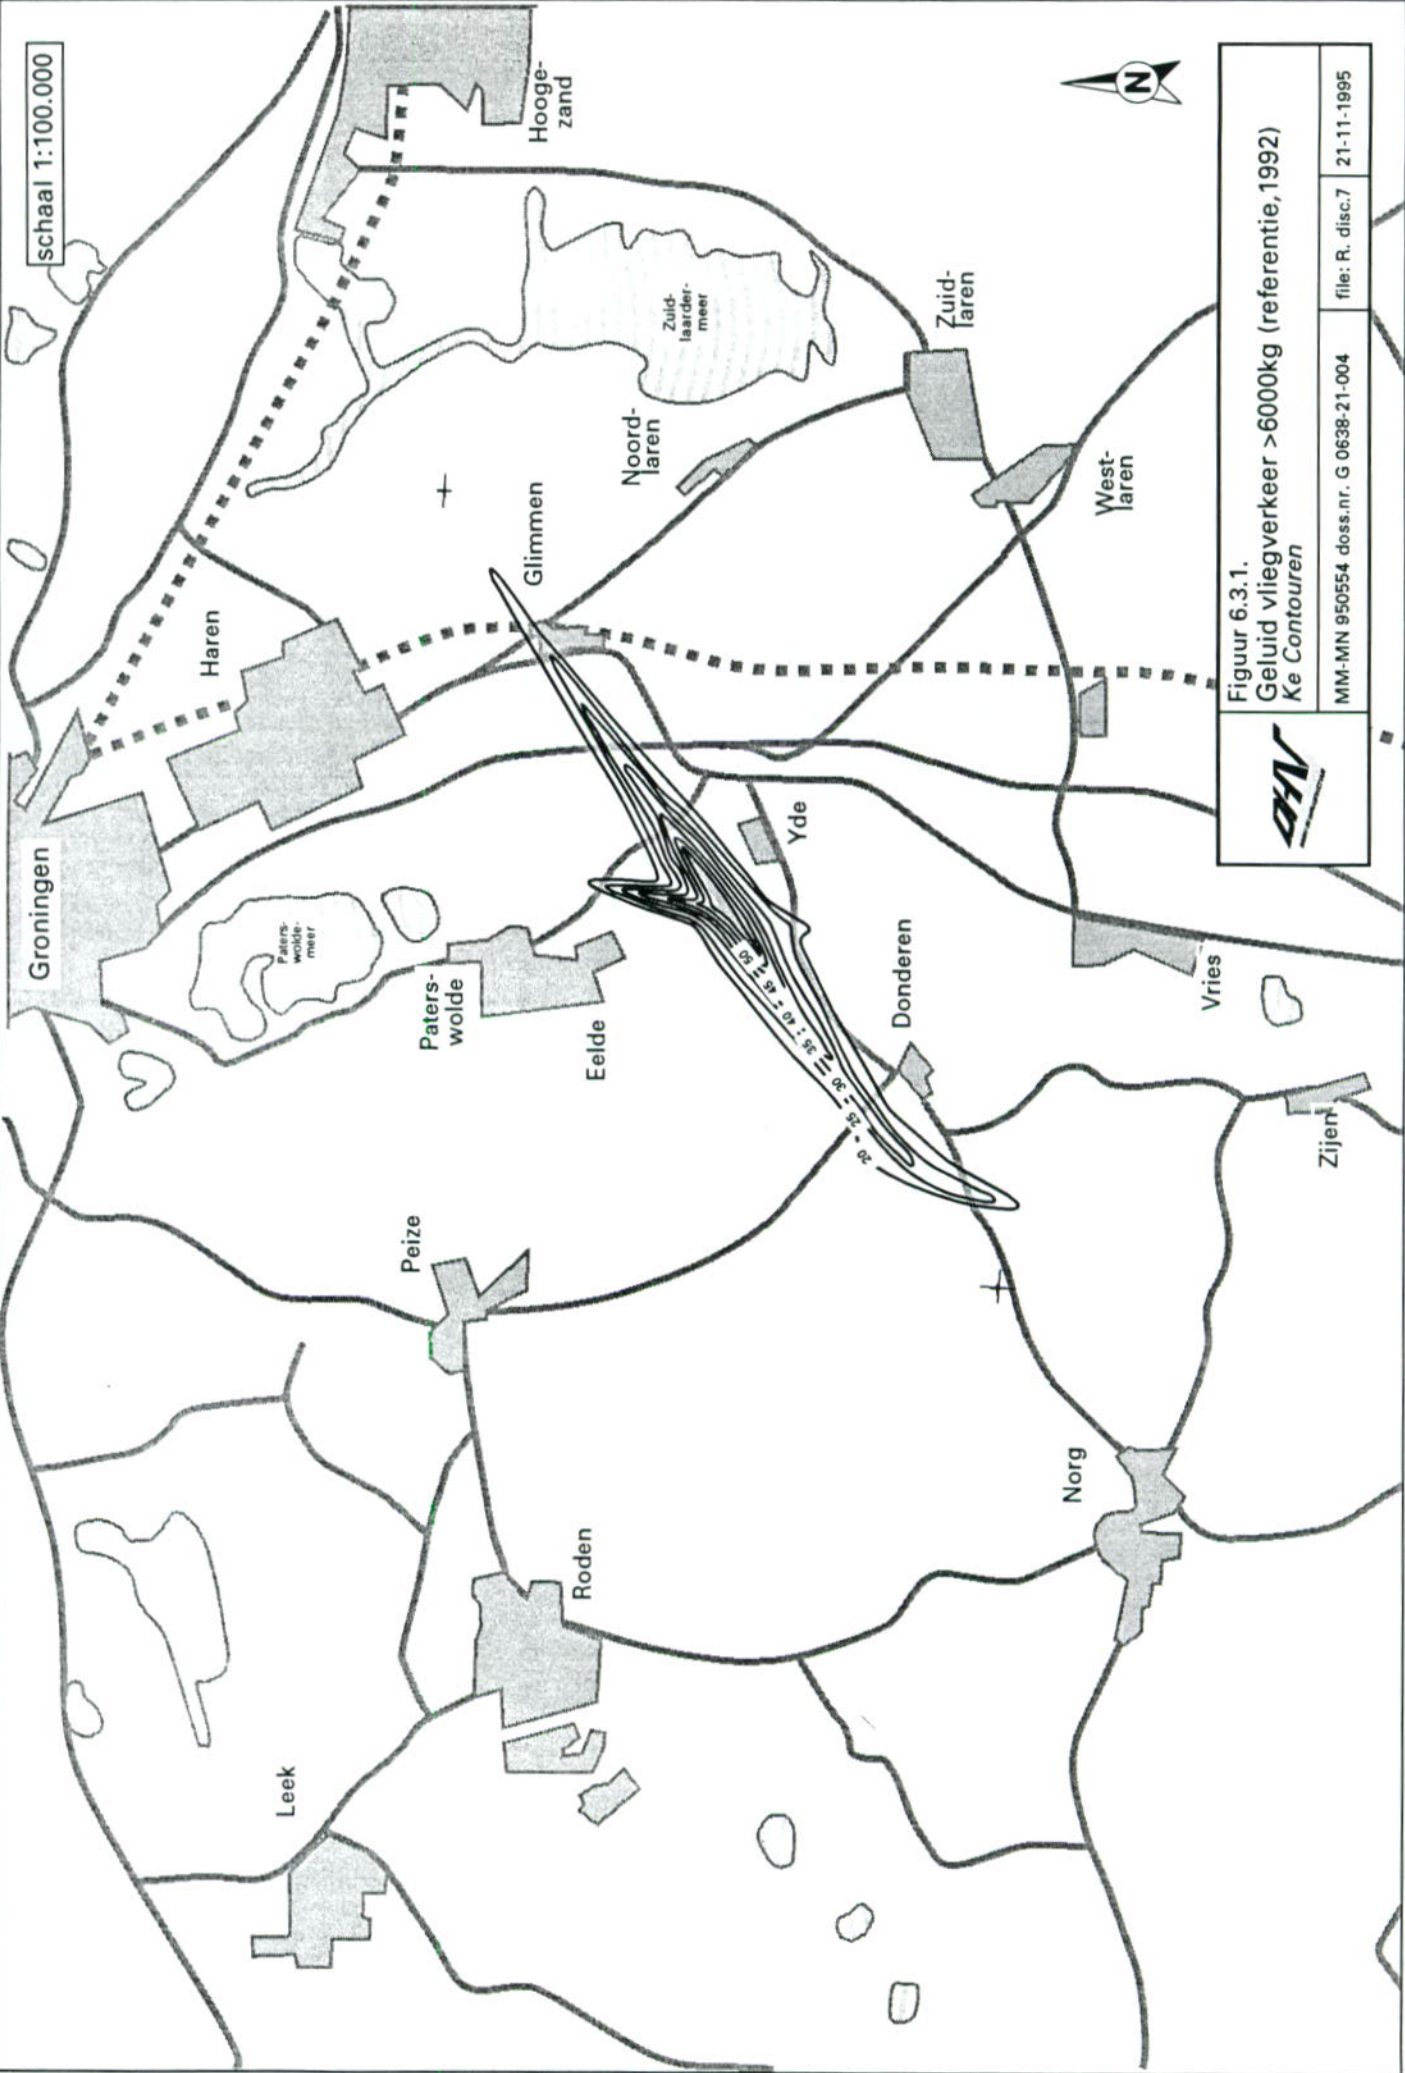 schaal 1:100.000
Hooge-
zand
Groningen
Haren
Zuid-
laarder-
meer
Zuid-
laren
Noord-
laren
Glimmen
West-
laren
Paters-
wolde-
meer
Paters-
wolde
Eelde
Yde
Donderen
Vries
Zijen
Peize
Norg
Roden
Leek
50
45
40
35
30
25
20
N
DHV
Figuur 6.3.1.
Geluid vliegverkeer >6000kg (referentie,1992)
Ke Contouren
MM-MN 950554 doss.nr. G 0638-21-004
file: R. disc.7
21-11-1995